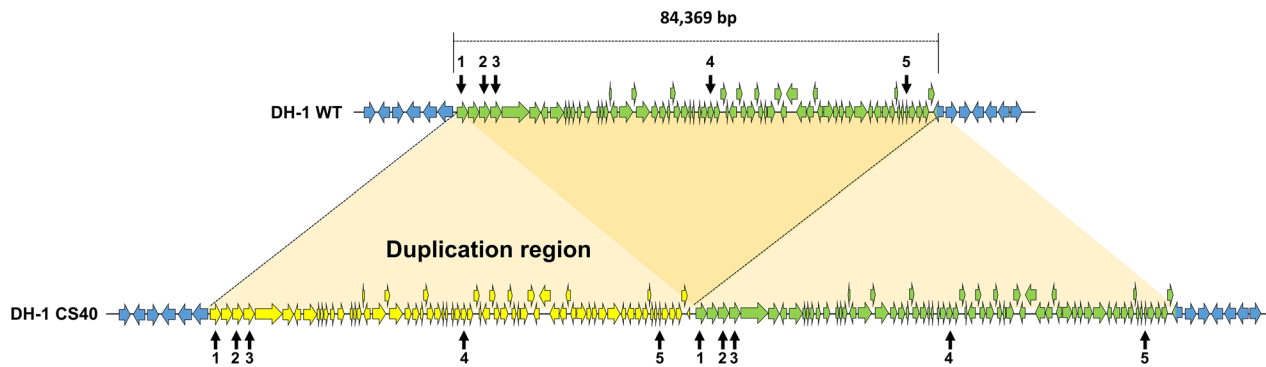 84,369 bp
1 2 3 4 5
DH-1 WT
Duplication region
DH-1 CS40
1 2 3 4 5 1 2 3 4 5